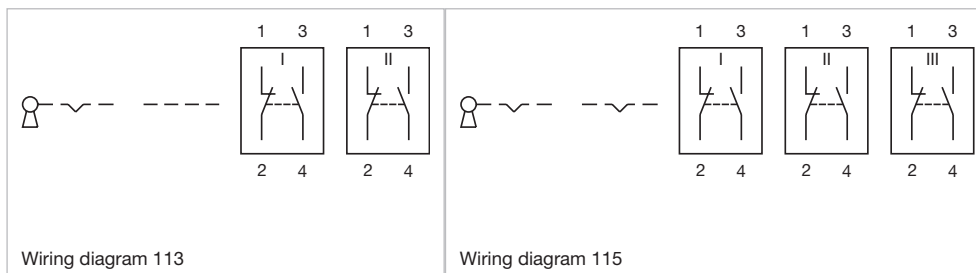 1 3 1 3
I II
2 4 2 4
Wiring diagram 113
1 3 1 3 1 3
I II III
2 4 2 4 2 4
Wiring diagram 115